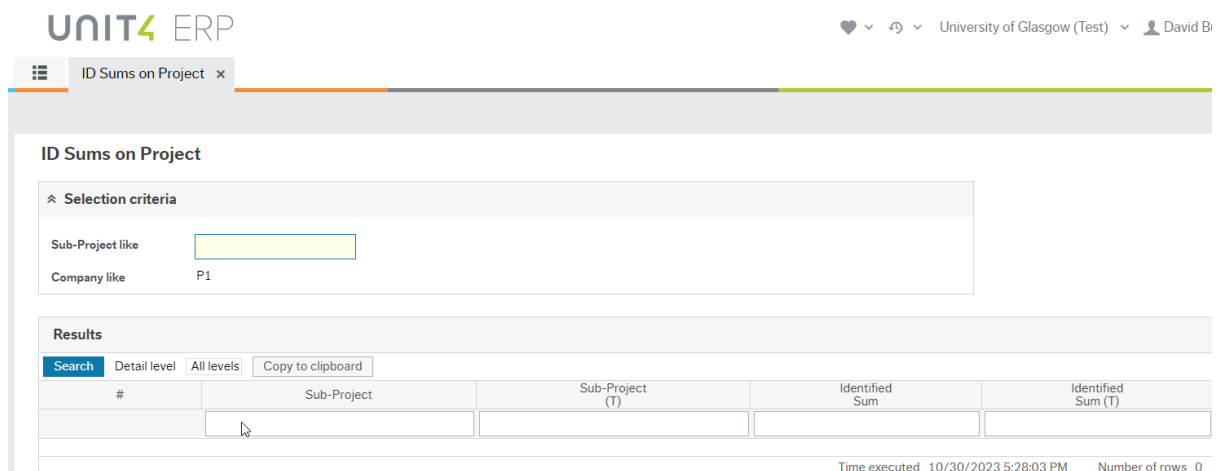 UNIT4 ERP
University of Glasgow (Test) David
ID Sums on Project x
ID Sums on Project
Selection criteria
Sub-Project like
Company like P1
Results
Search Detail level All levels Copy to clipboard
# Sub-Project Sub-Project (T) Identified Sum Identified Sum (T)
Time executed 10/30/2023 5:28:03 PM Number of rows 0